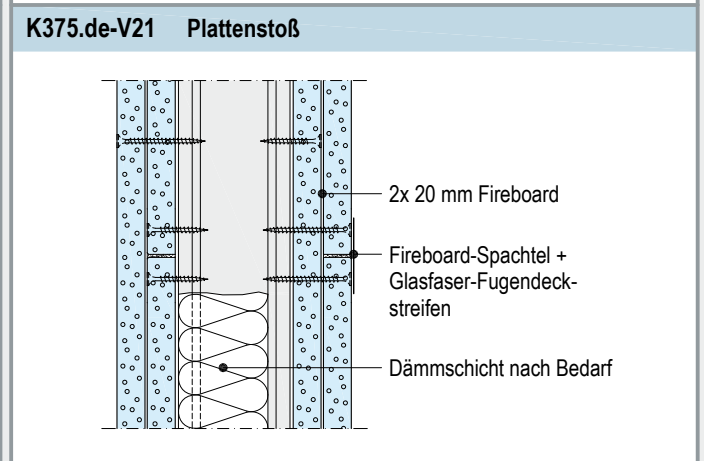 K375.de-V21 Plattenstoß
2x 20 mm Fireboard
Fireboard-Spachtel +
Glasfaser-Fugendeck-
streifen
Dämmschicht nach Bedarf